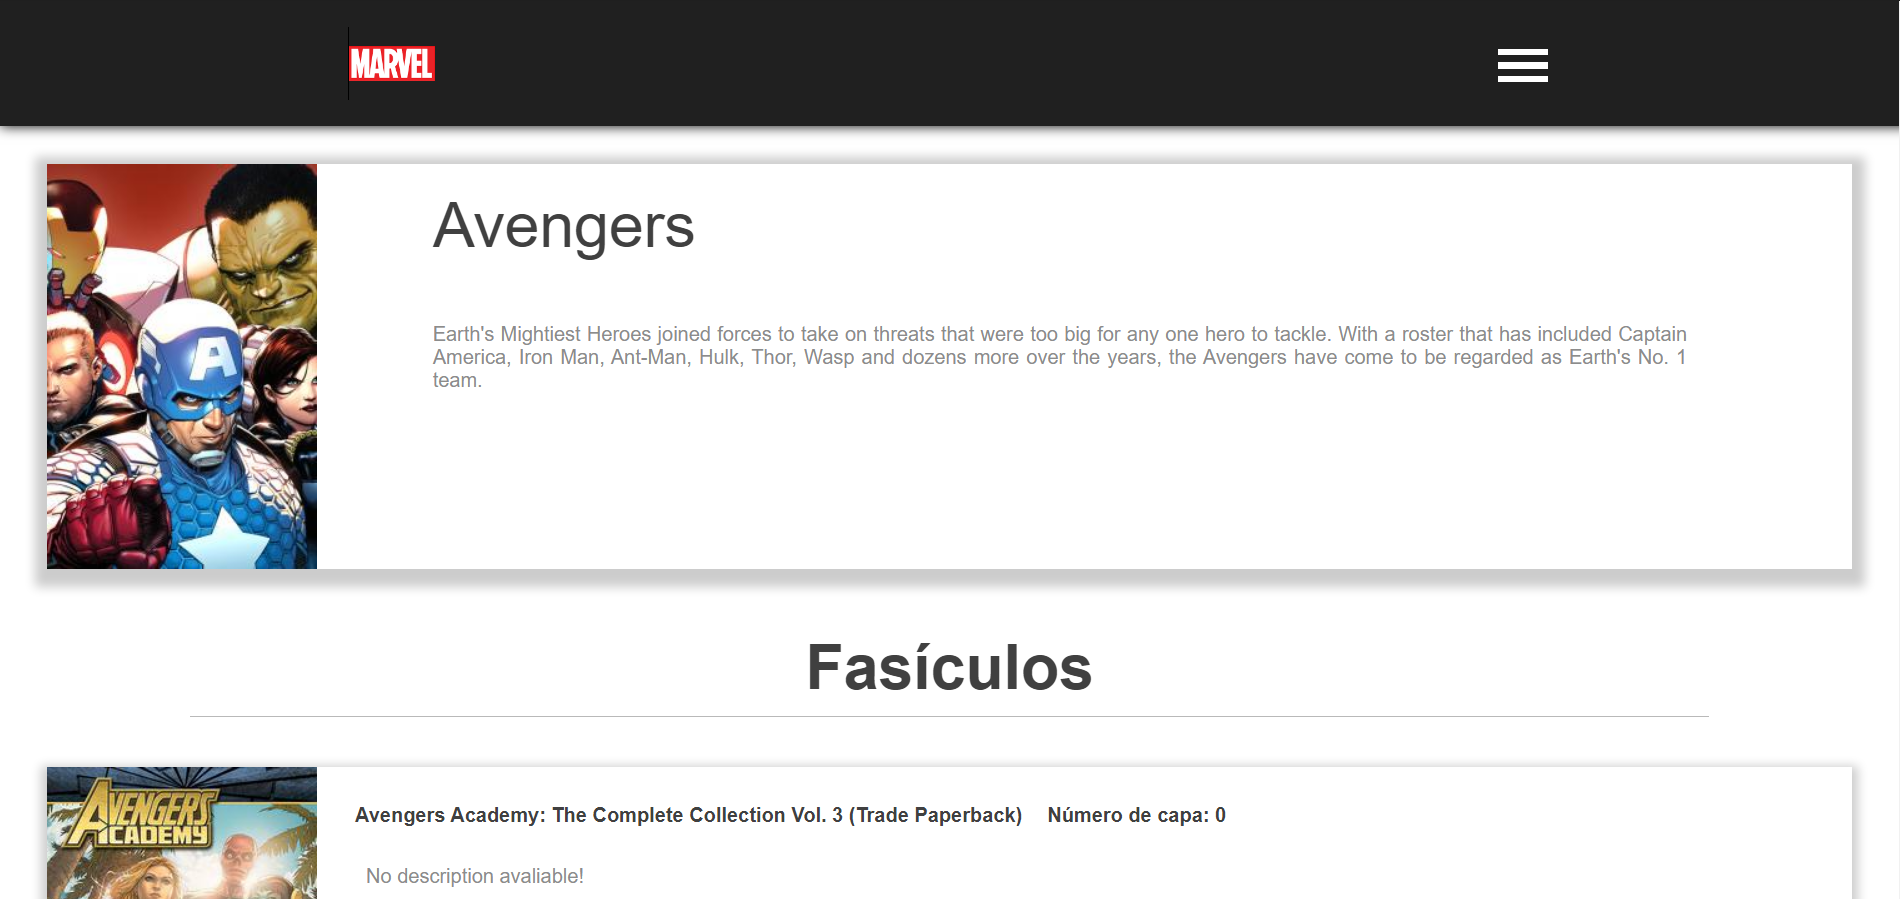 MARVEL
Avengers
Earth's Mightiest Heroes joined forces to take on threats that were too big for any one hero to tackle. With a roster that has included Captain
America, Iron Man, Ant-Man, Hulk, Thor, Wasp and dozens more over the years, the Avengers have come to be regarded as Earth's No. 1
team.
A
Fasículos
AVENGERS
ACADEMY
Avengers Academy: The Complete Collection Vol. 3 (Trade Paperback) Número de capa: 0
No description avaliable!